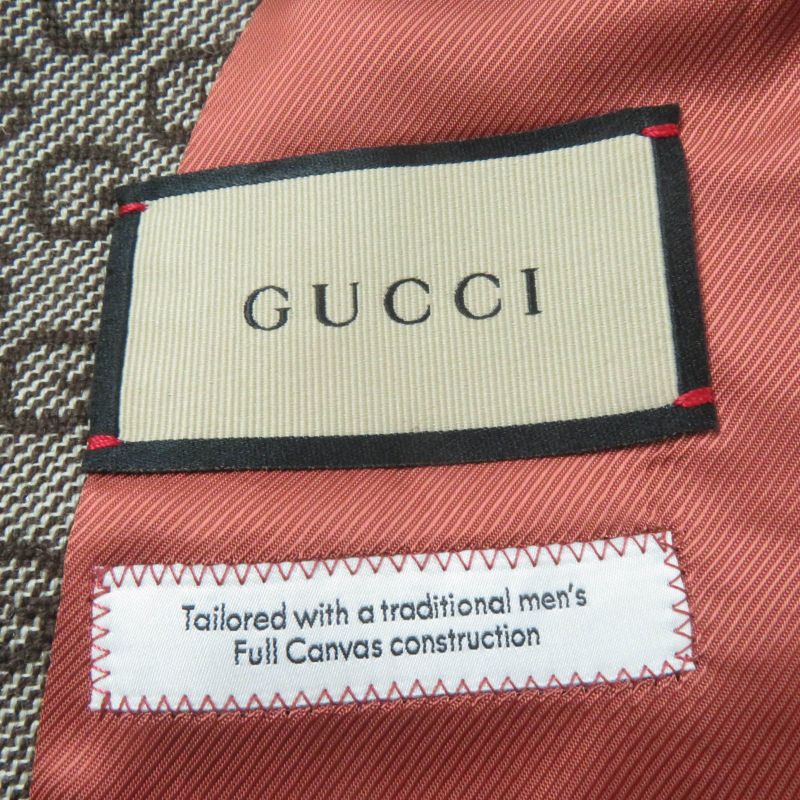 GUCCI
Tailored with a traditional men's
Full Canvas construction